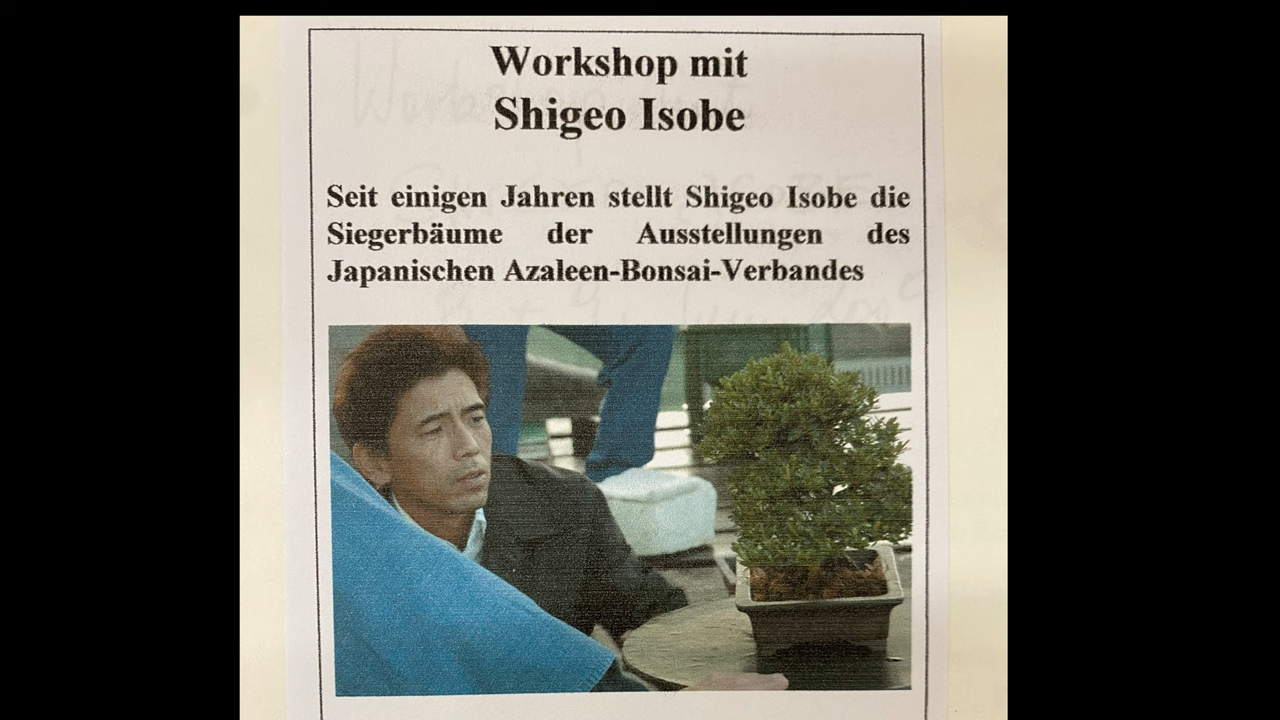 Workshop mit
Shigeo Isobe
Seit einigen Jahren stellt Shigeo Isobe die
Siegerbäume der Ausstellungen des
Japanischen Azaleen-Bonsai-Verbandes